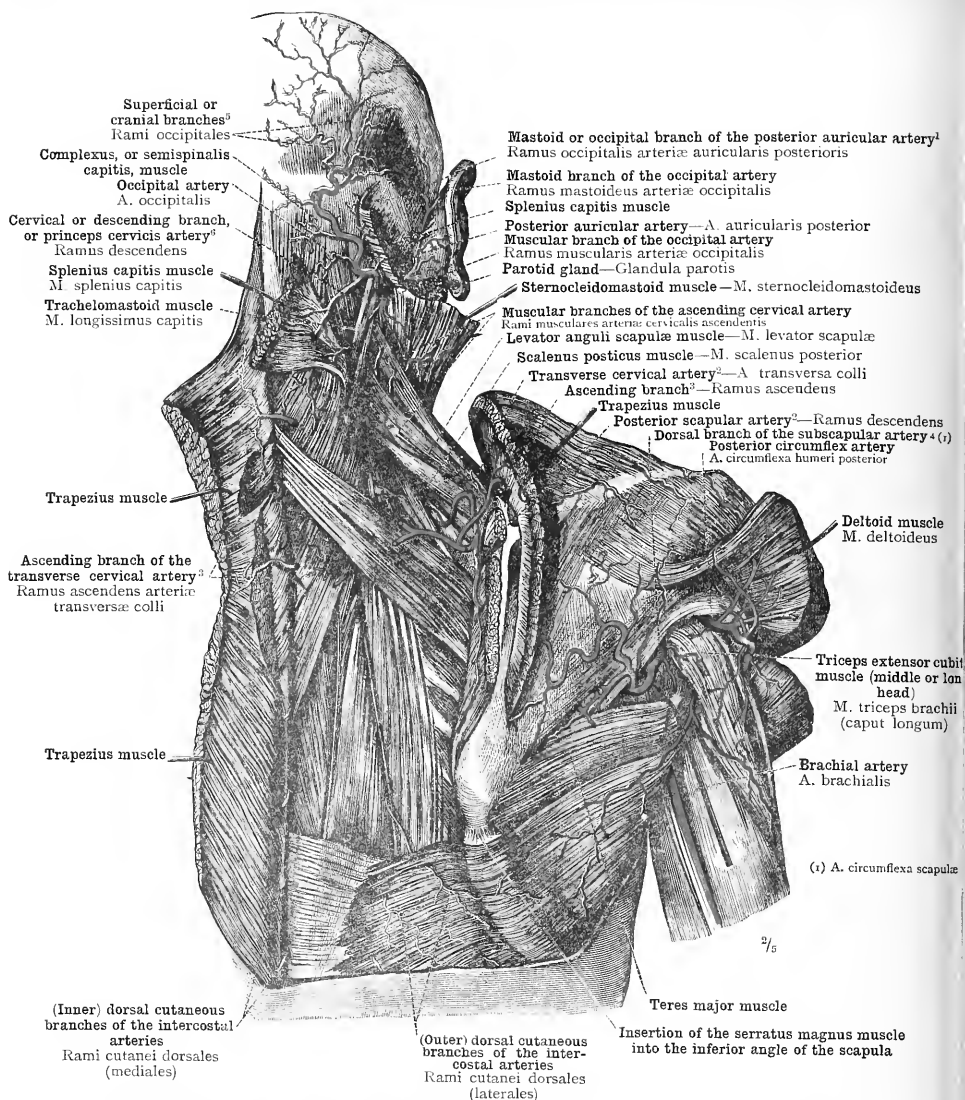 Superficial or
cranial branches⁵
Rami occipitales
Complexus, or semispinalis
capitis, muscle
Occipital artery
A. occipitalis
Cervical or descending branch,
or princeps cervicis artery⁶
Ramus descendens
Splenius capitis muscle
M. splenius capitis
Trachelomastoid muscle
M. longissimus capitis
Trapezius muscle
Ascending branch of the
transverse cervical artery³
Ramus ascendens arteriæ
transversæ colli
Trapezius muscle
(Inner) dorsal cutaneous
branches of the intercostal
arteries
Rami cutanei dorsales
(mediales)
(Outer) dorsal cutaneous
branches of the inter-
costal arteries
Rami cutanei dorsales
(laterales)
Mastoid or occipital branch of the posterior auricular artery¹
Ramus occipitalis arteriæ auricularis posterioris
Mastoid branch of the occipital artery
Ramus mastoideus arteriæ occipitalis
Splenius capitis muscle
Posterior auricular artery—A. auricularis posterior
Muscular branch of the occipital artery
Ramus muscularis arteriæ occipitalis
Parotid gland—Glandula parotis
Sternocleidomastoid muscle—M. sternocleidomastoideus
Muscular branches of the ascending cervical artery
Rami musculares arteriæ cervicalis ascendentis
Levator anguli scapulæ muscle—M. levator scapulæ
Scalenus posticus muscle—M. scalenus posterior
Transverse cervical artery²—A transversa colli
Ascending branch³—Ramus ascendens
Trapezius muscle
Posterior scapular artery²—Ramus descendens
Dorsal branch of the subscapular artery⁴ (1)
Posterior circumflex artery
A. circumflexa humeri posterior
Deltoid muscle
M. deltoideus
Triceps extensor cubit
muscle (middle or lon
head)
M. triceps brachii
(caput longum)
Brachial artery
A. brachialis
(1) A. circumflexa scapulæ
2/5
Teres major muscle
Insertion of the serratus magnus muscle
into the inferior angle of the scapula